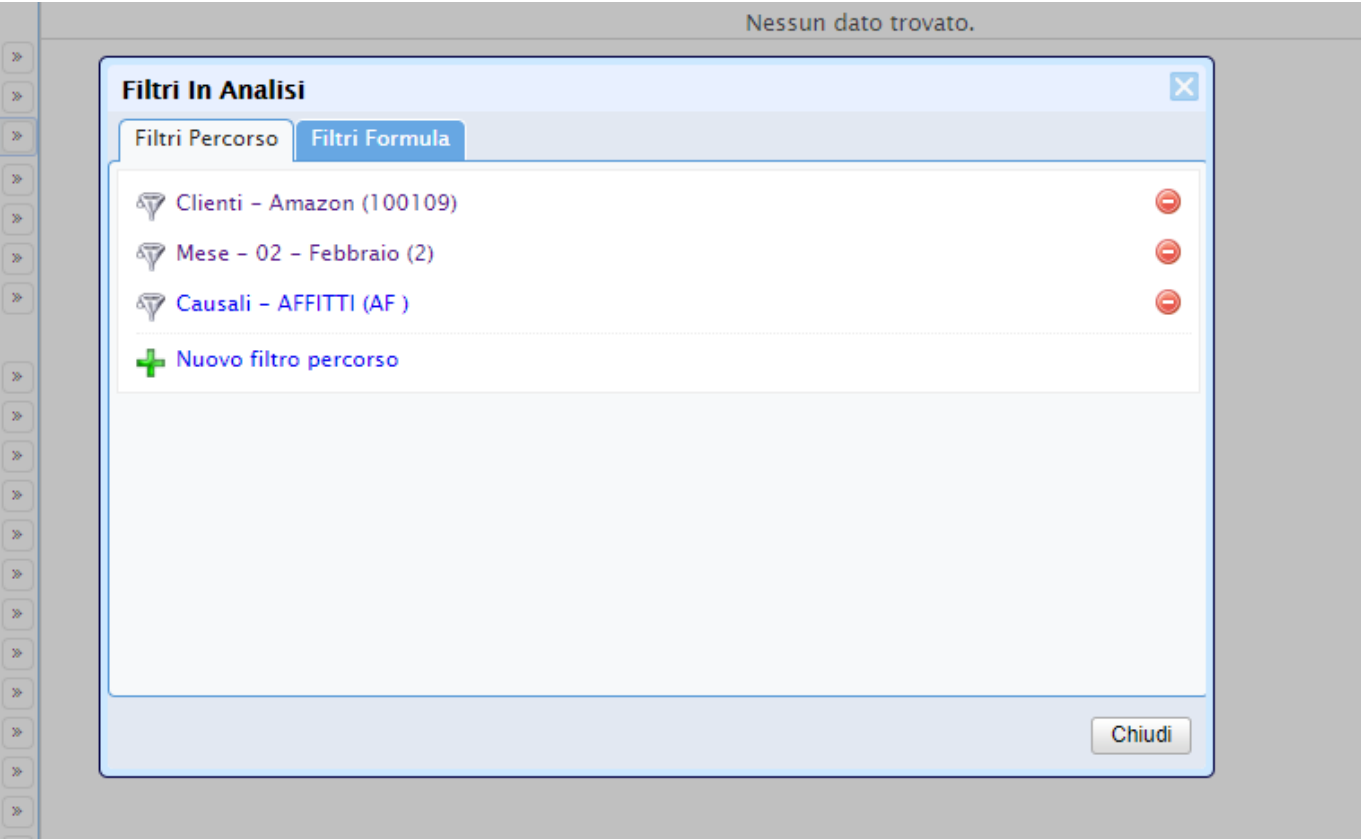 Nessun dato trovato.
Filtri In Analisi
Filtri Percorso Filtri Formula
Clienti – Amazon (100109)
Mese – 02 – Febbraio (2)
Causali – AFFITTI (AF )
Nuovo filtro percorso
Chiudi